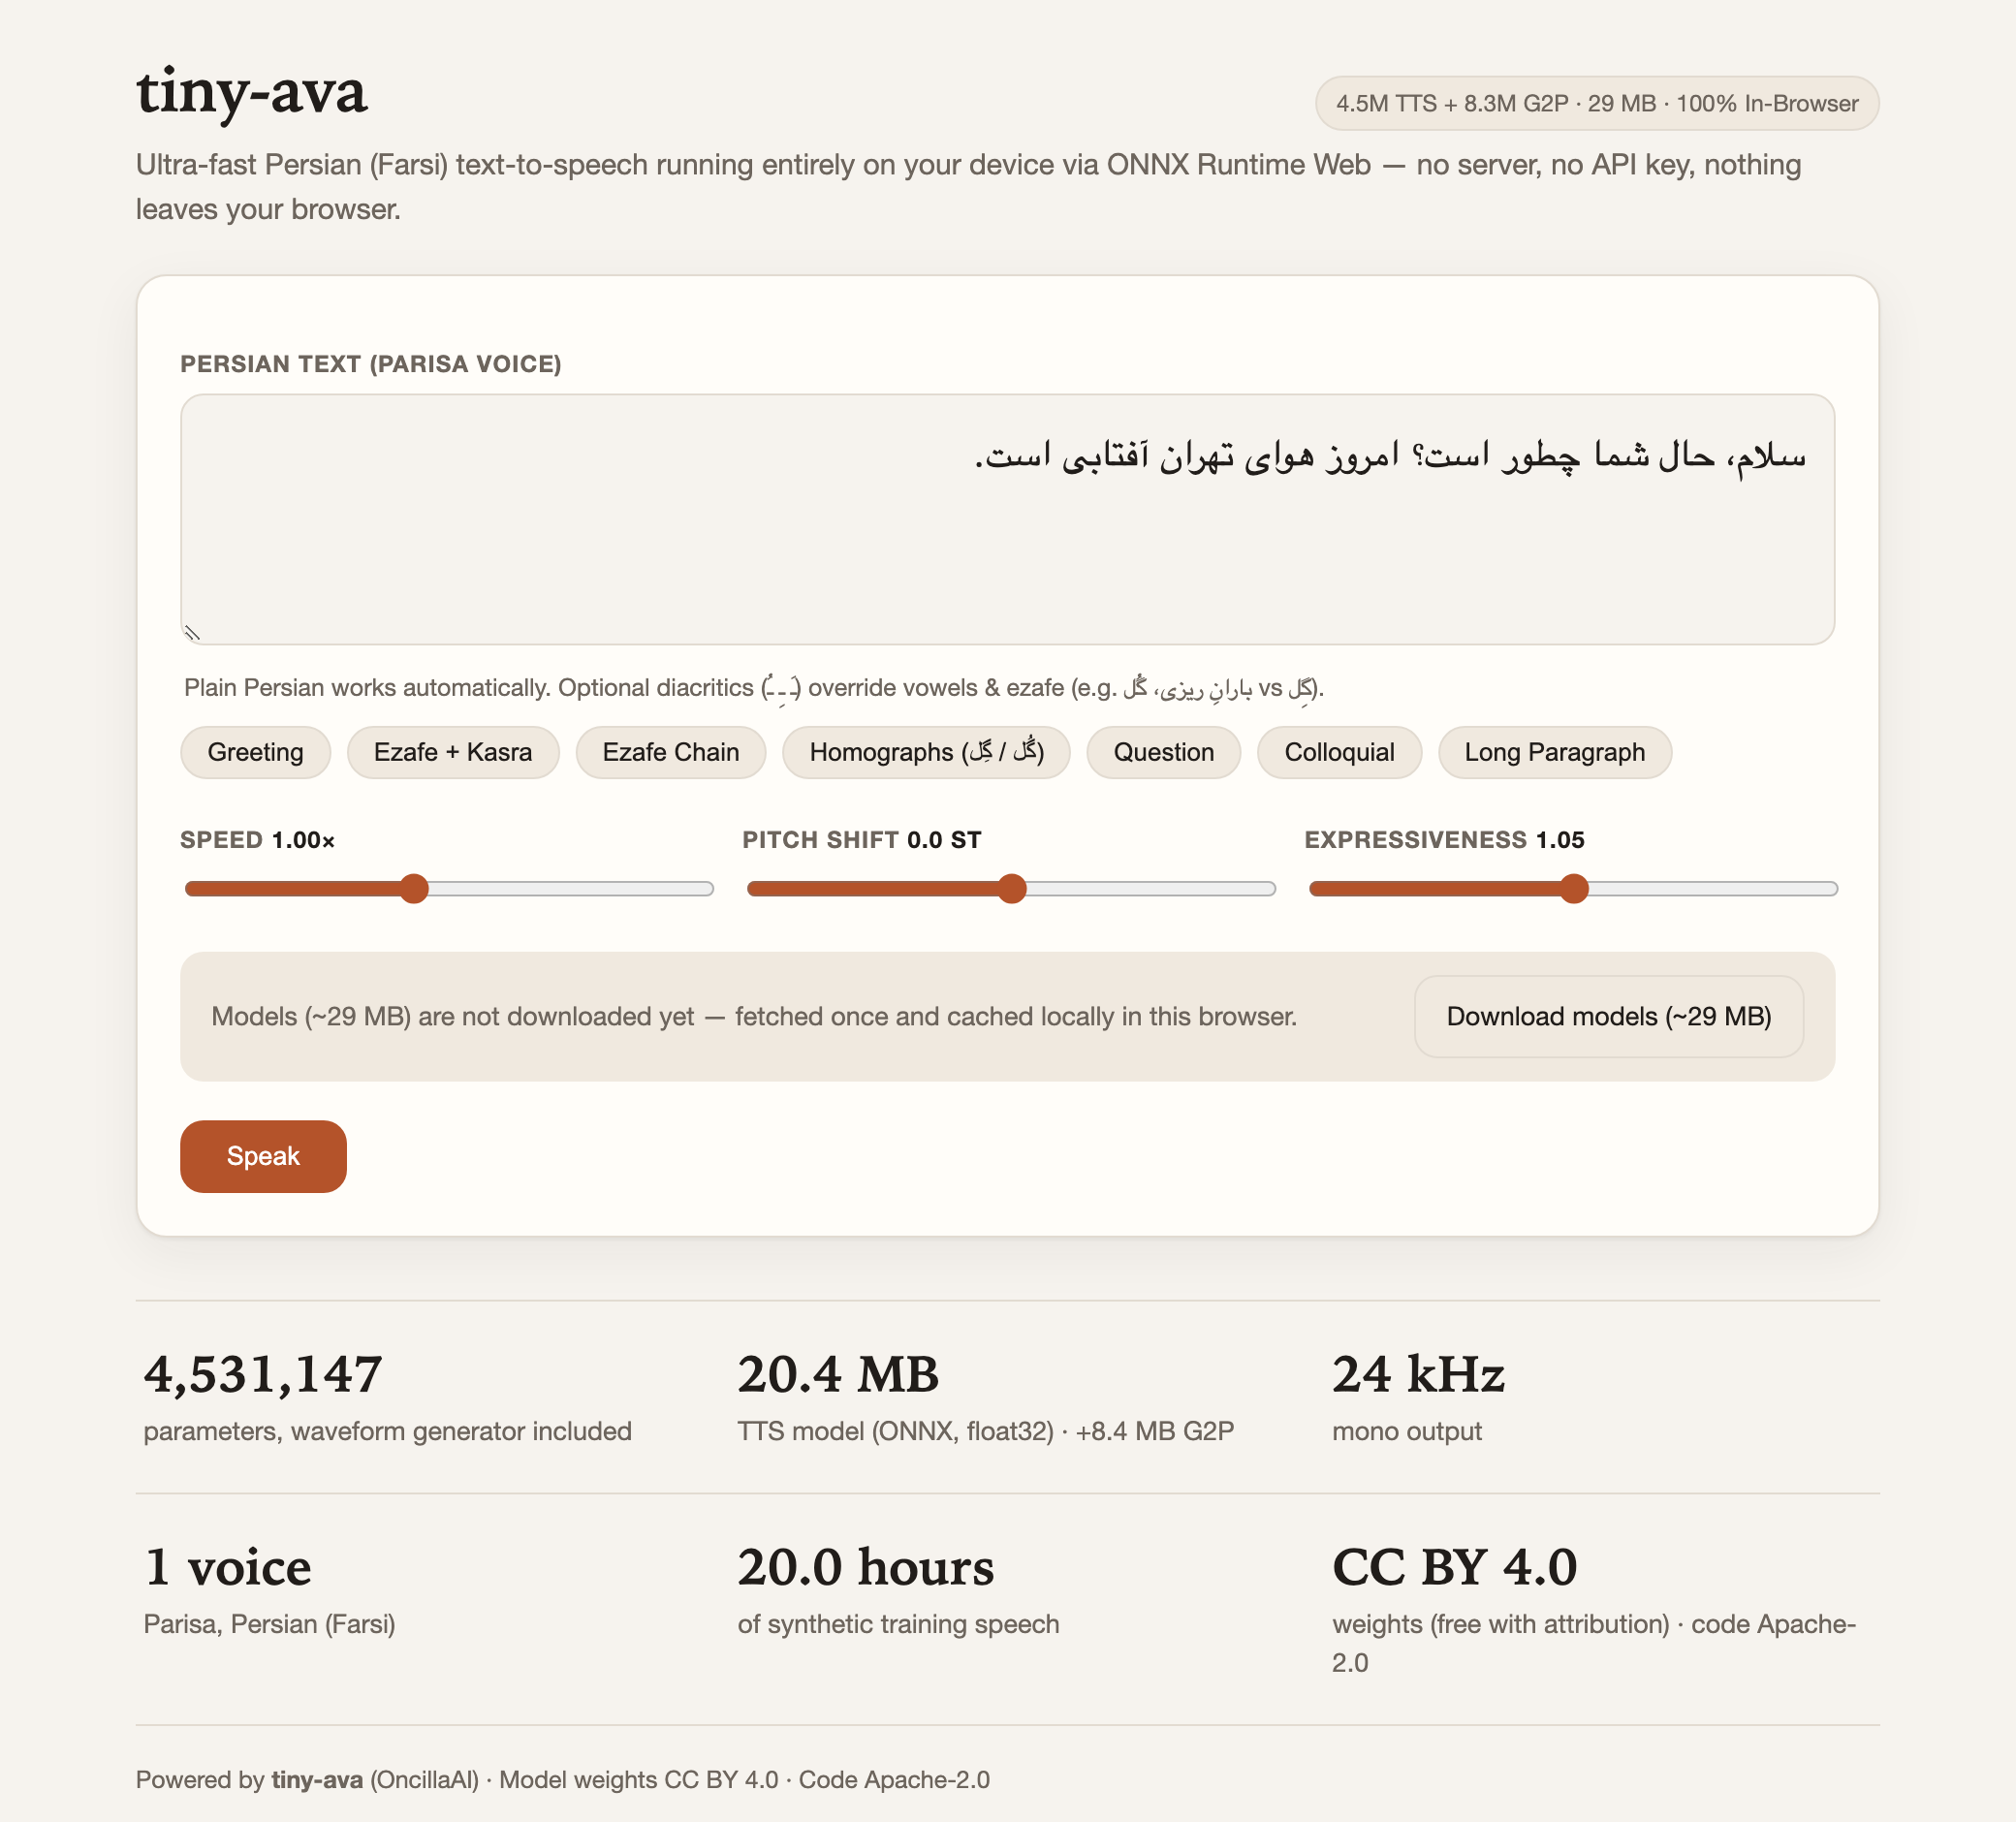 tiny-ava
4.5M TTS + 8.3M G2P · 29 MB · 100% In-Browser
Ultra-fast Persian (Farsi) text-to-speech running entirely on your device via ONNX Runtime Web — no server, no API key, nothing
leaves your browser.
PERSIAN TEXT (PARISA VOICE)
سلام، حال شما چطور است؟ امروز هوای تهران آفتابی است.
Plain Persian works automatically. Optional diacritics (ـَ ـِ ـُ) override vowels & ezafe (e.g. بارانِ ریزی، گُل vs گِل).
Greeting
Ezafe + Kasra
Ezafe Chain
Homographs (گُل / گِل)
Question
Colloquial
Long Paragraph
SPEED 1.00×
PITCH SHIFT 0.0 ST
EXPRESSIVENESS 1.05
Models (~29 MB) are not downloaded yet — fetched once and cached locally in this browser.
Download models (~29 MB)
Speak
4,531,147
parameters, waveform generator included
20.4 MB
TTS model (ONNX, float32) · +8.4 MB G2P
24 kHz
mono output
1 voice
Parisa, Persian (Farsi)
20.0 hours
of synthetic training speech
CC BY 4.0
weights (free with attribution) · code Apache-
2.0
Powered by tiny-ava (OncillaAI) · Model weights CC BY 4.0 · Code Apache-2.0